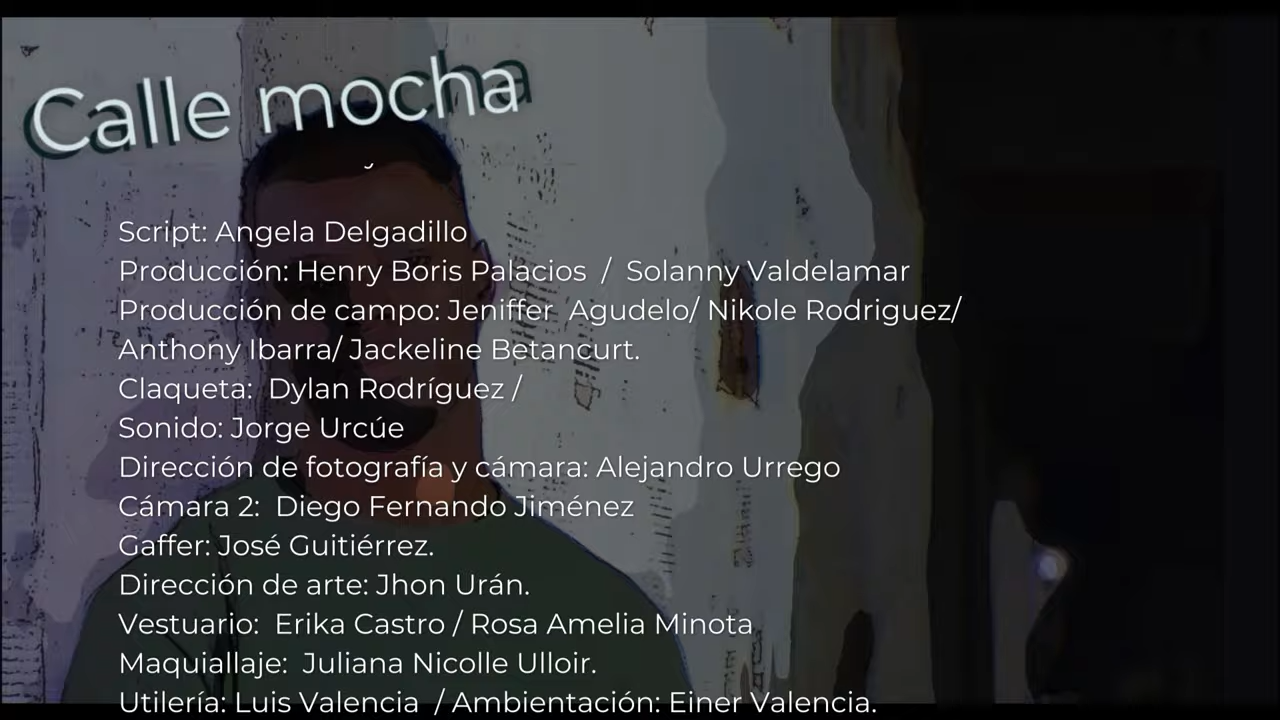 Calle mocha
Script: Angela Delgadillo
Producción: Henry Boris Palacios / Solanny Valdelamar
Producción de campo: Jeniffer Agudelo/ Nikole Rodriguez/
Anthony Ibarra/ Jackeline Betancurt.
Claqueta: Dylan Rodríguez /
Sonido: Jorge Urcúe
Dirección de fotografía y cámara: Alejandro Urrego
Cámara 2: Diego Fernando Jiménez
Gaffer: José Guitiérrez.
Dirección de arte: Jhon Urán.
Vestuario: Erika Castro / Rosa Amelia Minota
Maquiallaje: Juliana Nicolle Ulloir.
Utilería: Luis Valencia / Ambientación: Einer Valencia.